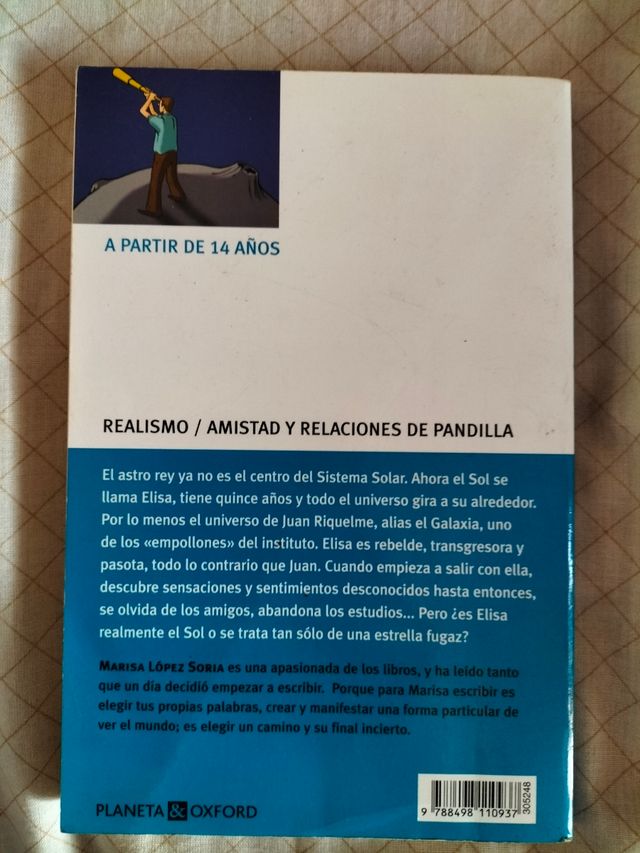 A PARTIR DE 14 AÑOS
REALISMO / AMISTAD Y RELACIONES DE PANDILLA
El astro rey ya no es el centro del Sistema Solar. Ahora el Sol se
llama Elisa, tiene quince años y todo el universo gira a su alrededor.
Por lo menos el universo de Juan Riquelme, alias el Galaxia, uno
de los «empollones» del instituto. Elisa es rebelde, transgresora y
pasota, todo lo contrario que Juan. Cuando empieza a salir con ella,
descubre sensaciones y sentimientos desconocidos hasta entonces,
se olvida de los amigos, abandona los estudios... Pero ¿es Elisa
realmente el Sol o se trata tan sólo de una estrella fugaz?
MARISA LÓPEZ SORIA es una apasionada de los libros, y ha leído tanto
que un día decidió empezar a escribir. Porque para Marisa escribir es
elegir tus propias palabras, crear y manifestar una forma particular de
ver el mundo; es elegir un camino y su final incierto.
PLANETA & OXFORD
9 788498 110937
305248